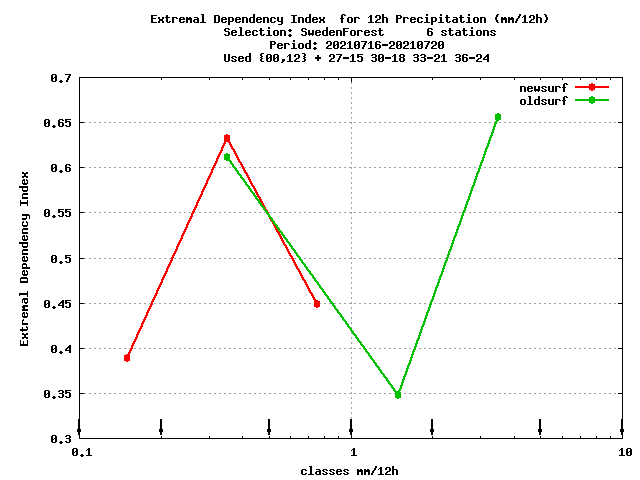 Extremal Dependency Index  for 12h Precipitation (mm/12h)
Selection: SwedenForest      6 stations
Period: 20210716-20210720
Used {00,12} + 27-15 30-18 33-21 36-24
newsurf
oldsurf
0.7
0.65
0.6
0.55
0.5
0.45
0.4
0.35
0.3
Extremal Dependency Index
0.1
1
10
classes mm/12h